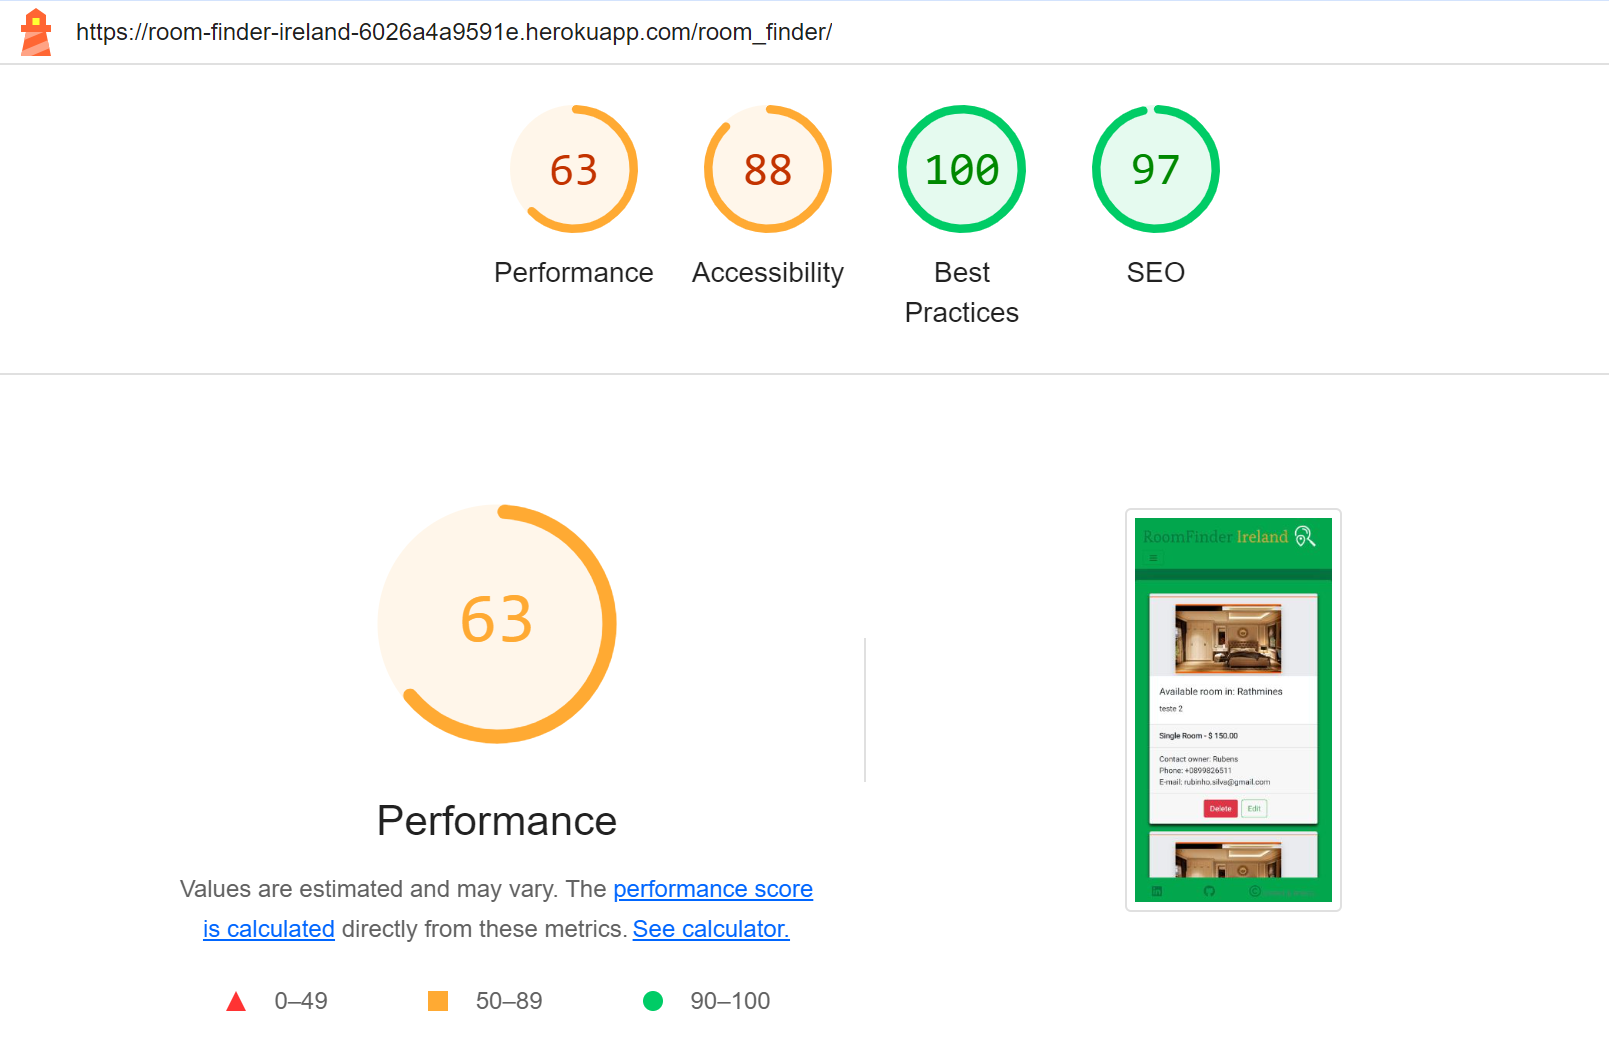 https://room-finder-ireland-6026a4a9591e.herokuapp.com/room_finder/
63
88
100
97
Performance
Accessibility
Best
Practices
SEO
63
Performance
Values are estimated and may vary. The performance score
is calculated directly from these metrics. See calculator.
0–49
50–89
90–100
RoomFinder Ireland
Available room in: Rathmines
teste 2
Single Room - $ 150.00
Contact owner: Rubens
Phone: +0899826511
E-mail: rubinho.silva@gmail.com
Delete
Edit